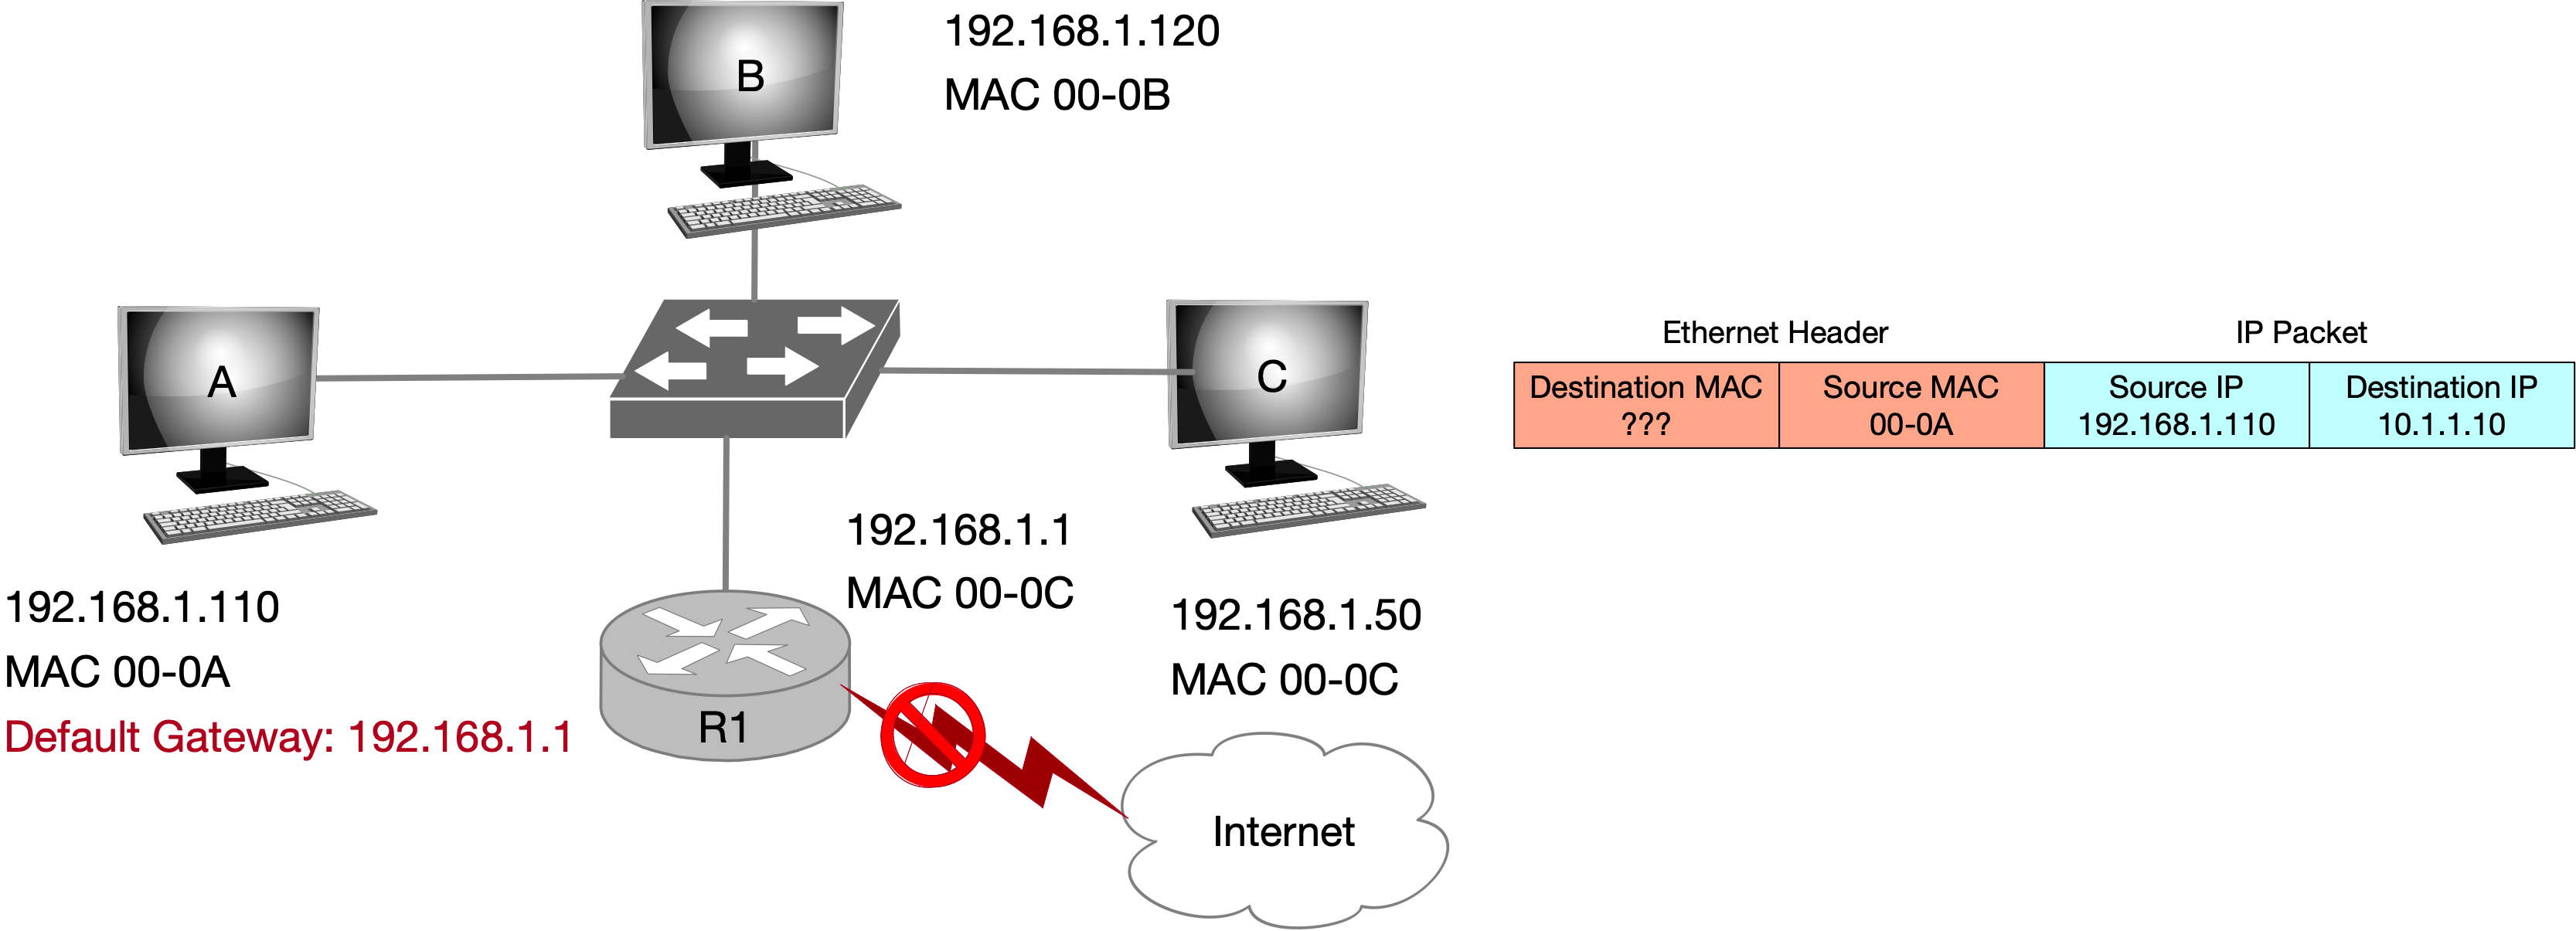 B
192.168.1.120
MAC 00-0B
A
192.168.1.110
MAC 00-0A
Default Gateway: 192.168.1.1
192.168.1.1
MAC 00-0C
R1
C
192.168.1.50
MAC 00-0C
Internet
Ethernet Header
IP Packet
Destination MAC
???
Source MAC
00-0A
Source IP
192.168.1.110
Destination IP
10.1.1.10